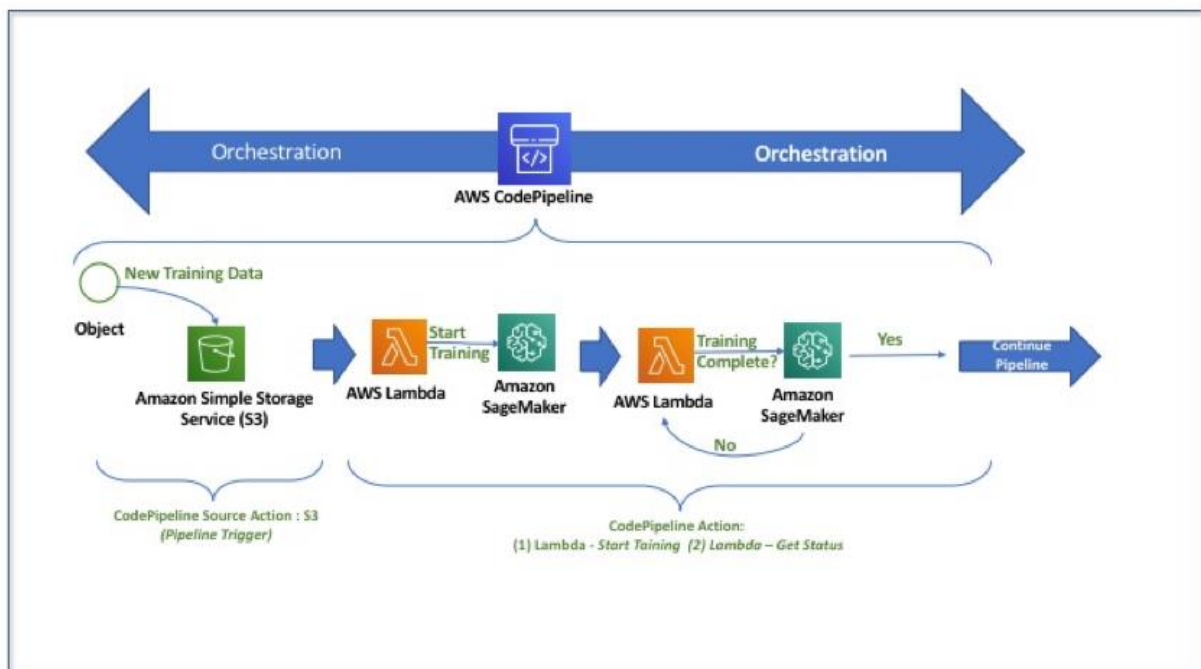 Orchestration
Orchestration
AWS CodePipeline
New Training Data
Object
Amazon Simple Storage
Service (S3)
AWS Lambda
Start
Training
Amazon
SageMaker
AWS Lambda
Training
Complete?
Amazon
SageMaker
Yes
No
Continue
Pipeline
CodePipeline Source Action : S3
(Pipeline Trigger)
CodePipeline Action:
(1) Lambda - Start Taining (2) Lambda – Get Status